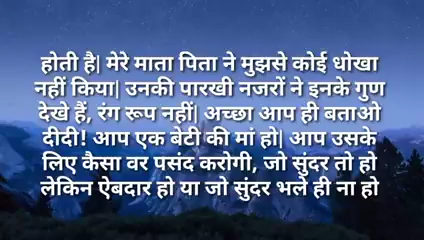 होती है| मेरे माता पिता ने मुझसे कोई धोखा
नहीं किया| उनकी पारखी नजरों ने इनके गुण
देखे हैं, रंग रूप नहीं| अच्छा आप ही बताओ
दीदी! आप एक बेटी की मां हो| आप उसके
लिए कैसा वर पसंद करोगी, जो सुंदर तो हो
लेकिन ऐबदार हो या जो सुंदर भले ही ना हो